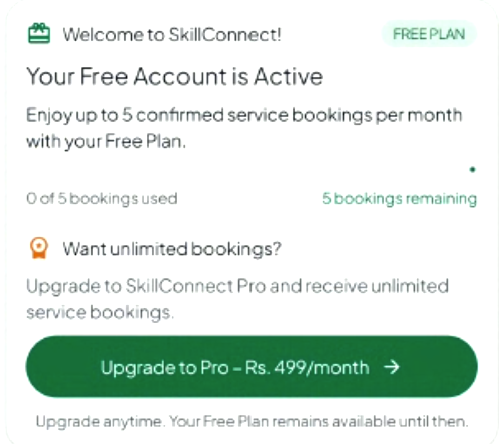 Welcome to SkillConnect!
FREE PLAN
Your Free Account is Active
Enjoy up to 5 confirmed service bookings per month
with your Free Plan.
0 of 5 bookings used
5 bookings remaining
Want unlimited bookings?
Upgrade to SkillConnect Pro and receive unlimited
service bookings.
Upgrade to Pro – Rs. 499/month →
Upgrade anytime. Your Free Plan remains available until then.